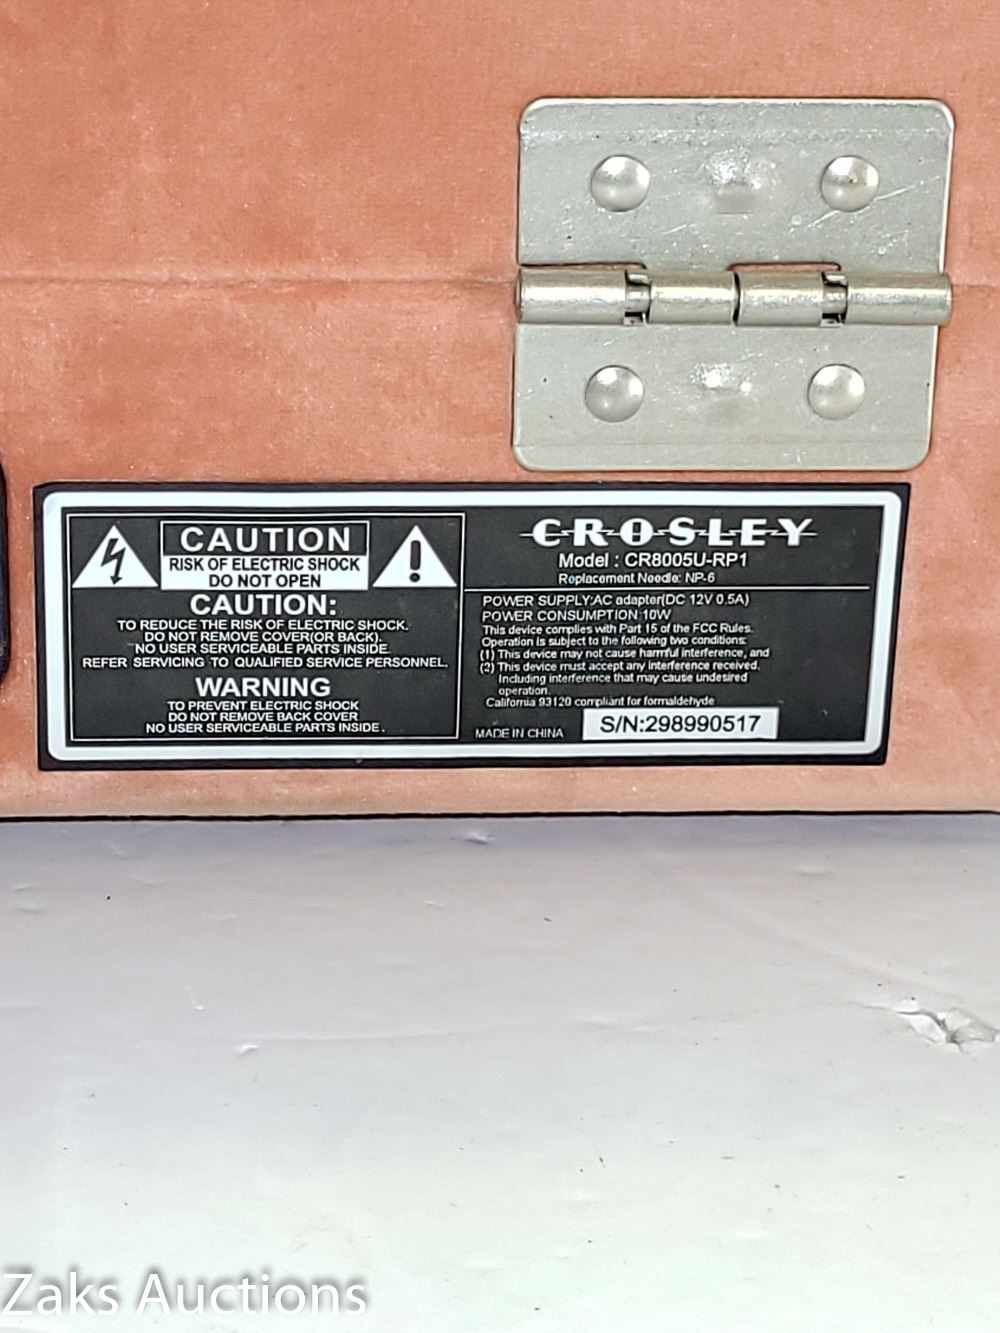 CAUTION
RISK OF ELECTRIC SHOCK
DO NOT OPEN
CAUTION:
TO REDUCE THE RISK OF ELECTRIC SHOCK.
DO NOT REMOVE COVER(OR BACK).
NO USER SERVICEABLE PARTS INSIDE.
REFER SERVICING TO QUALIFIED SERVICE PERSONNEL.
WARNING
TO PREVENT ELECTRIC SHOCK
DO NOT REMOVE BACK COVER
NO USER SERVICEABLE PARTS INSIDE.
CROSLEY
Model : CR8005U-RP1
Replacement Needle: NP-6
POWER SUPPLY:AC adapter(DC 12V 0.5A)
POWER CONSUMPTION:10W
This device complies with Part 15 of the FCC Rules.
Operation is subject to the following two conditions:
(1) This device may not cause harmful interference, and
(2) This device must accept any interference received.
Including interference that may cause undesired
operation.
California 93120 compliant for formaldehyde
MADE IN CHINA
S/N:298990517
Zaks Auctions